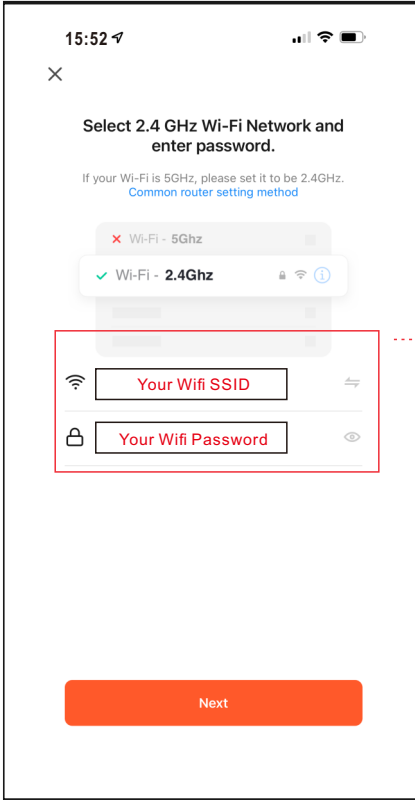 15:52
Select 2.4 GHz Wi-Fi Network and
enter password.
If your Wi-Fi is 5GHz, please set it to be 2.4GHz.
Common router setting method
Wi-Fi - 5Ghz
Wi-Fi - 2.4Ghz
Your Wifi SSID
Your Wifi Password
Next